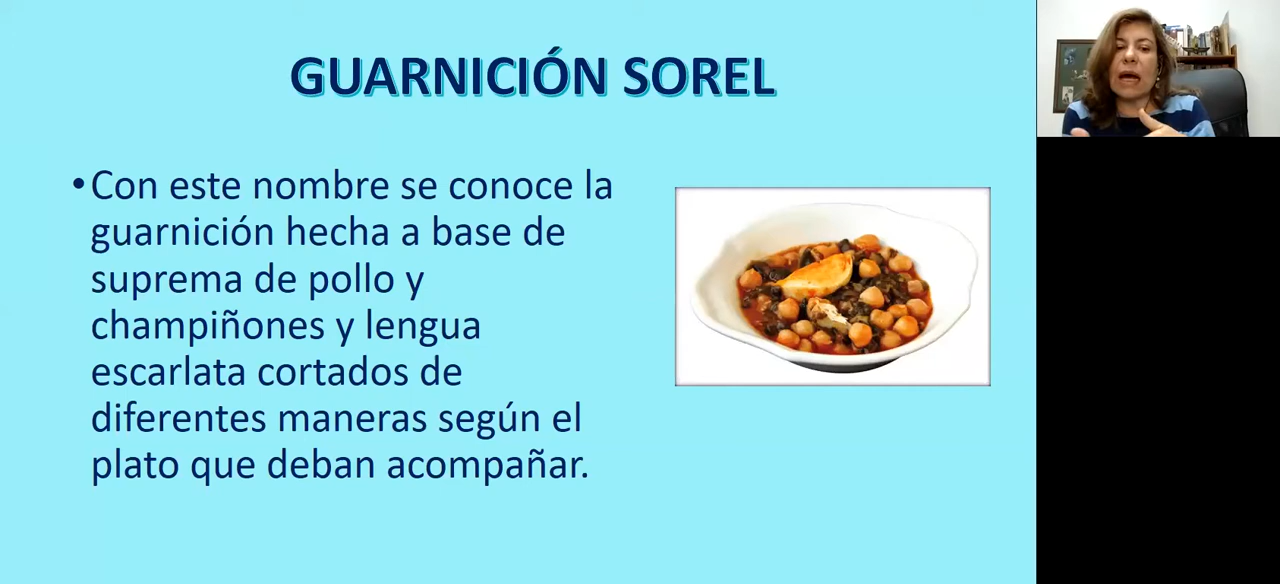 GUARNICIÓN SOREL
•Con este nombre se conoce la
guarnición hecha a base de
suprema de pollo y
champiñones y lengua
escarlata cortados de
diferentes maneras según el
plato que deban acompañar.